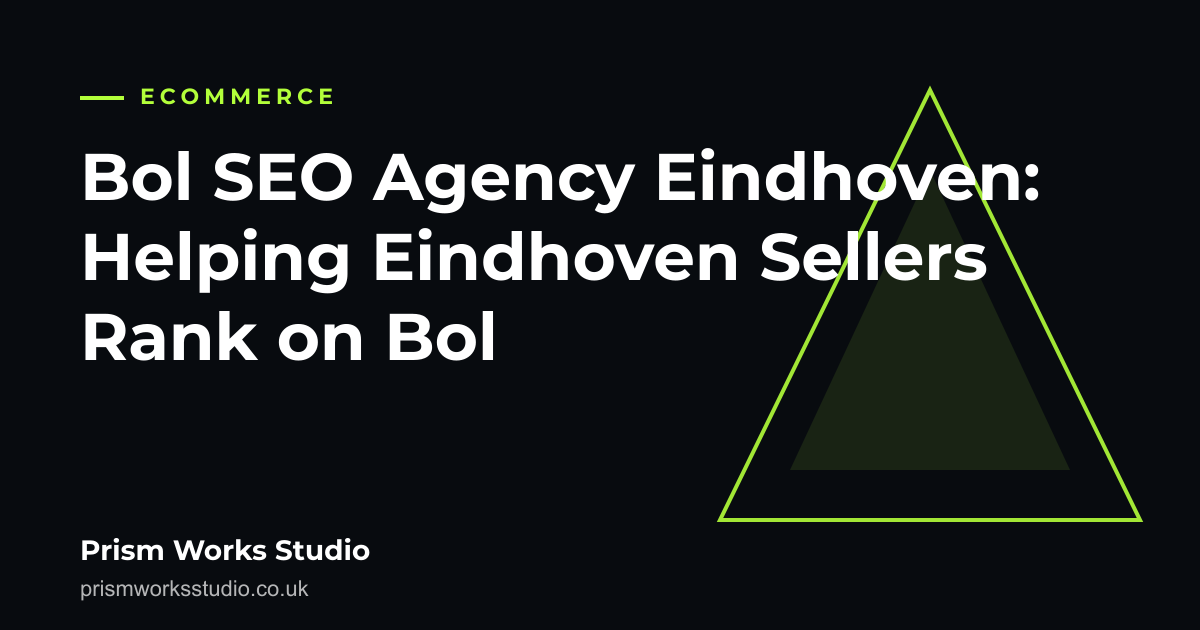 ECOMMERCE
Bol SEO Agency Eindhoven:
Helping Eindhoven Sellers
Rank on Bol
Prism Works Studio
prismworksstudio.co.uk